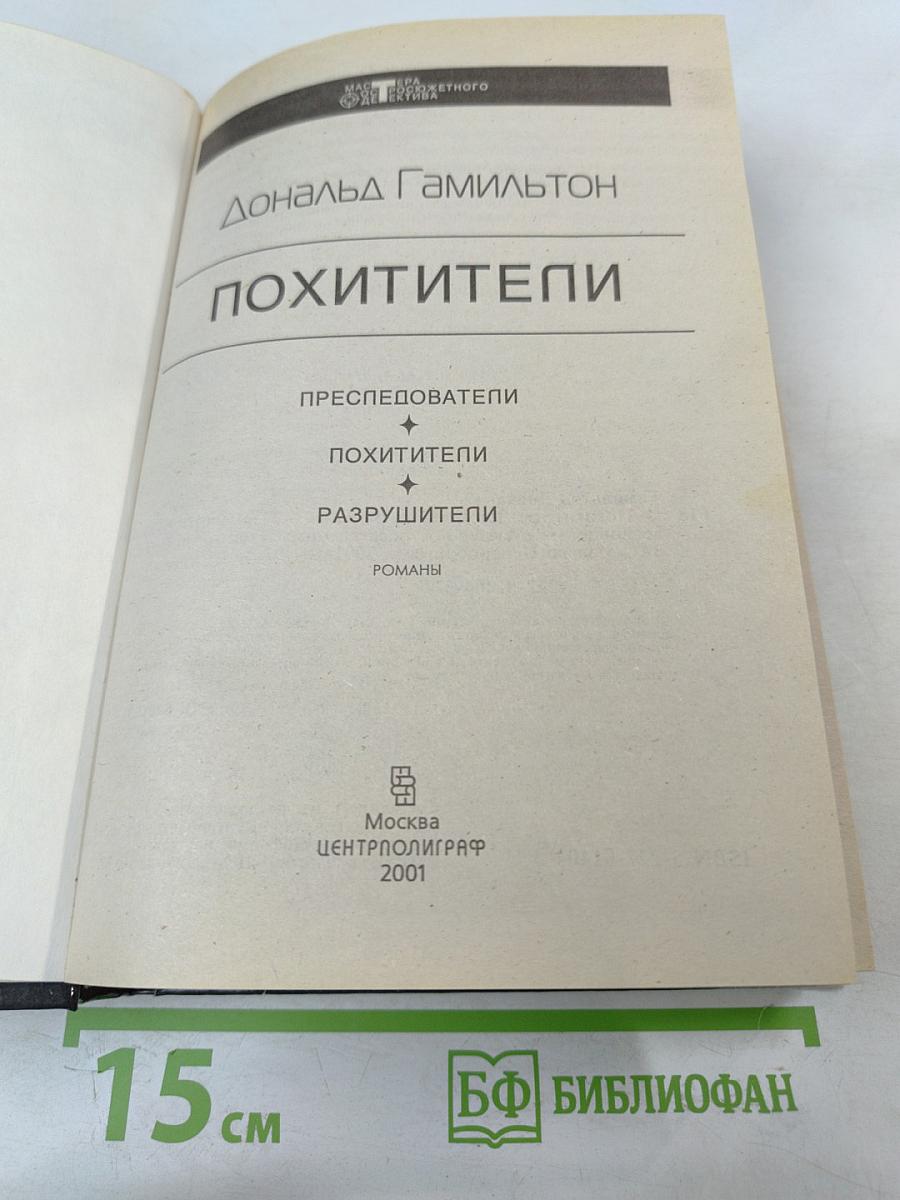 МАСТЕРА
ОСТРОСЮЖЕТНОГО
ДЕТЕКТИВА
Дональд Гамильтон
ПОХИТИТЕЛИ
ПРЕСЛЕДОВАТЕЛИ
ПОХИТИТЕЛИ
РАЗРУШИТЕЛИ
РОМАНЫ
Москва
ЦЕНТРПОЛИГРАФ
2001
15 см
БФ БИБЛИОФАН